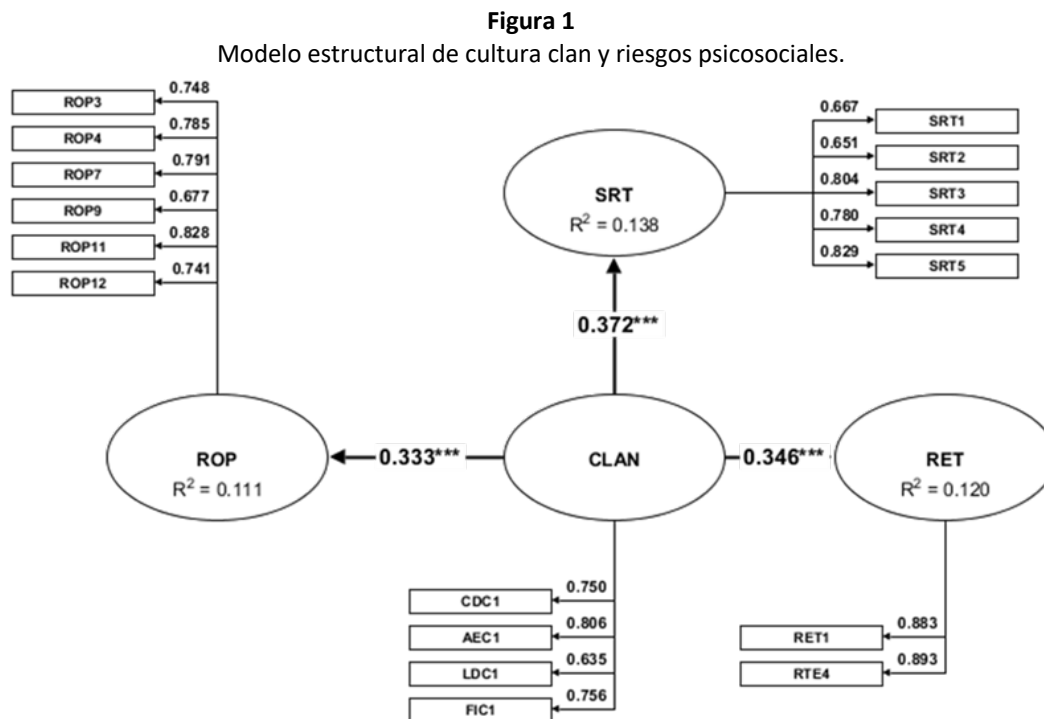 Figura 1
Modelo estructural de cultura clan y riesgos psicosociales.
0.748
ROP3
0.785
ROP4
0.791
ROP7
0.677
ROP9
0.828
ROP11
0.741
ROP12
0.667
SRT1
0.651
SRT2
0.804
SRT3
0.780
SRT4
0.829
SRT5
SRT
R² = 0.138
0.372***
ROP
R² = 0.111
0.333***
CLAN
0.346***
RET
R² = 0.120
0.750
CDC1
0.806
AEC1
0.635
LDC1
0.756
FIC1
0.883
RET1
0.893
RTE4